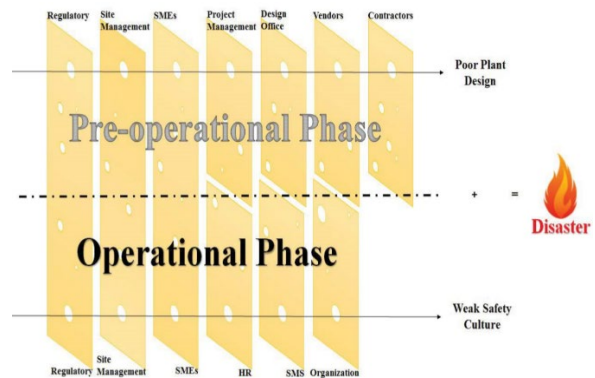 Regulatory
Site
Management
SMEs
Project
Management
Design
Office
Vendors
Contractors
Poor Plant
Design
Pre-operational Phase
+
=
Disaster
Operational Phase
Weak Safety
Culture
Regulatory
Site
Management
SMEs
HR
SMS
Organization